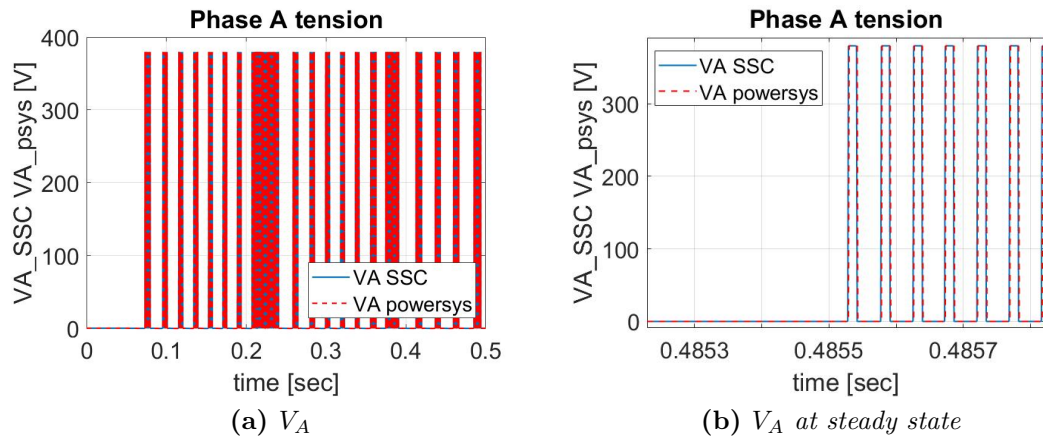 Phase A tension
VA_SSC VA_psys [V]
400
300
200
100
0
VA SSC
VA powersys
0 0.1 0.2 0.3 0.4 0.5
time [sec]
(a) V_A
Phase A tension
VA_SSC VA_psys [V]
300
200
100
0
VA SSC
VA powersys
0.4853 0.4855 0.4857
time [sec]
(b) V_A at steady state